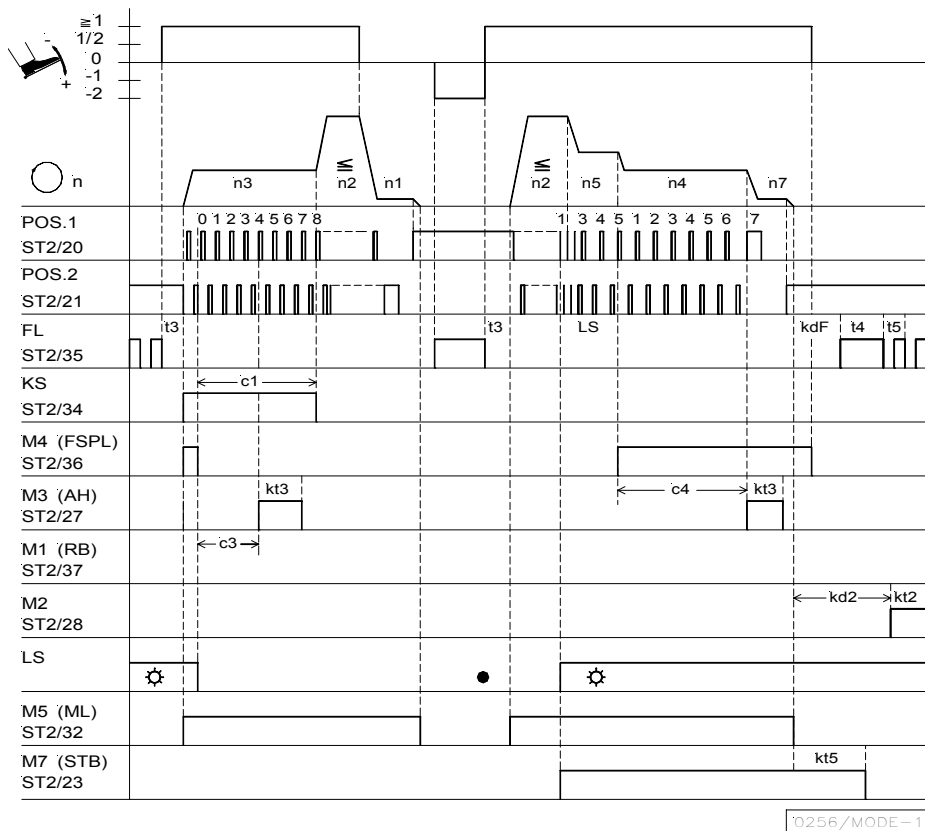 ≧1
1/2
0
-1
-2
-
+
n
n3
≦
n2
n1
≦
n2
n5
n4
n7
POS.1
ST2/20
0 1 2 3 4 5 6 7 8
1 3 4 5 1 2 3 4 5 6 7
POS.2
ST2/21
FL
ST2/35
t3
t3
LS
kdF
t4
t5
KS
ST2/34
c1
M4 (FSPL)
ST2/36
M3 (AH)
ST2/27
kt3
c4
kt3
c3
M1 (RB)
ST2/37
M2
ST2/28
kd2
kt2
LS
M5 (ML)
ST2/32
M7 (STB)
ST2/23
kt5
0256/MODE-1